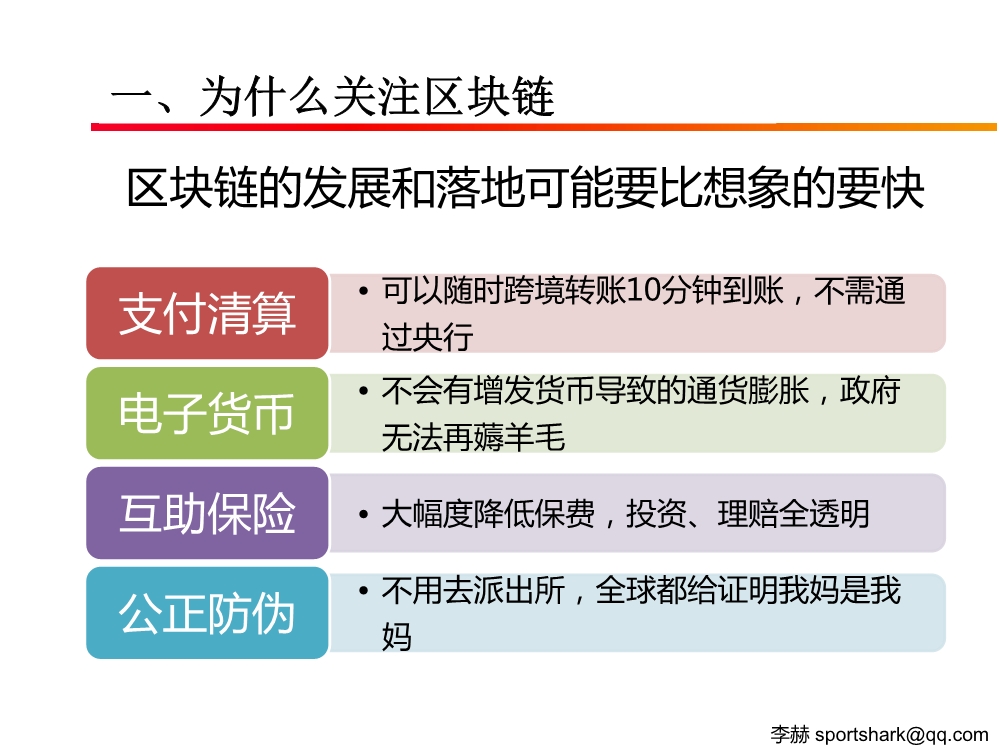 一、为什么关注区块链
区块链的发展和落地可能要比想象的要快
支付清算
• 可以随时跨境转账10分钟到账，不需通
过央行
电子货币
• 不会有增发货币导致的通货膨胀，政府
无法再薅羊毛
互助保险
• 大幅度降低保费，投资、理赔全透明
公正防伪
• 不用去派出所，全球都给证明我妈是我
妈
李赫 sportshark@qq.com